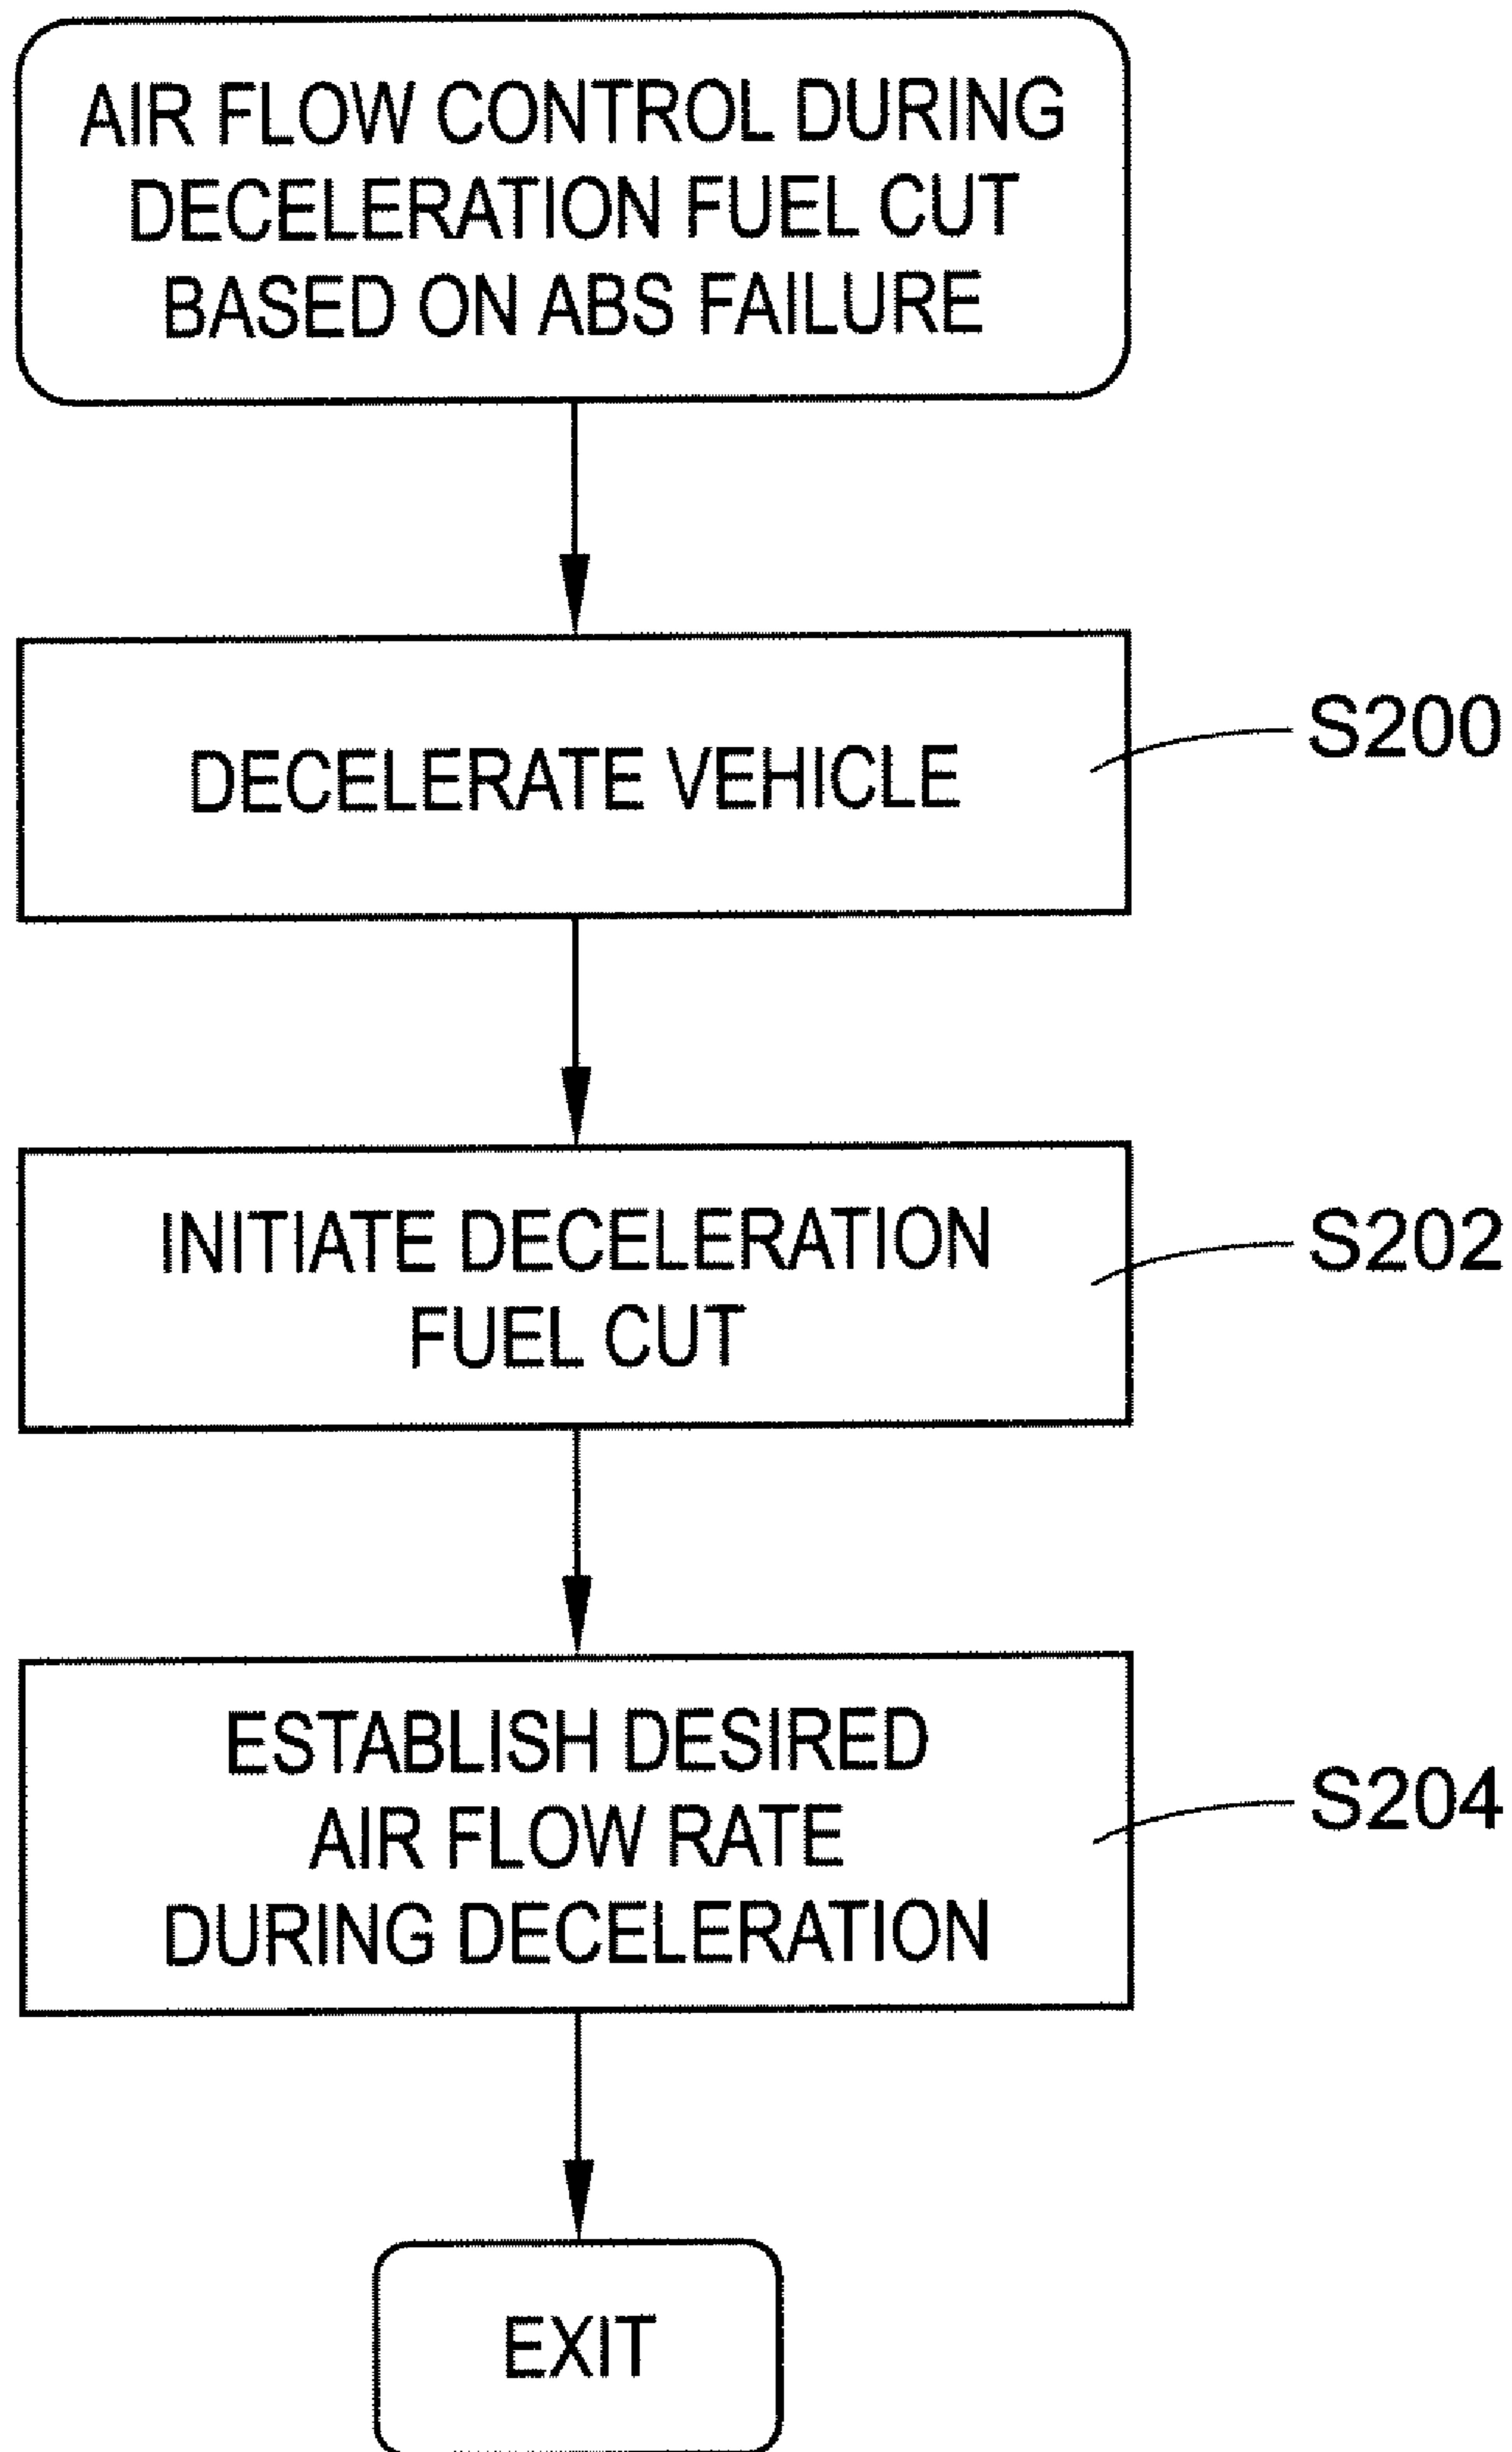 AIR FLOW CONTROL DURING
DECELERATION FUEL CUT
BASED ON ABS FAILURE
DECELERATE VEHICLE
S200
INITIATE DECELERATION
FUEL CUT
S202
ESTABLISH DESIRED
AIR FLOW RATE
DURING DECELERATION
S204
EXIT